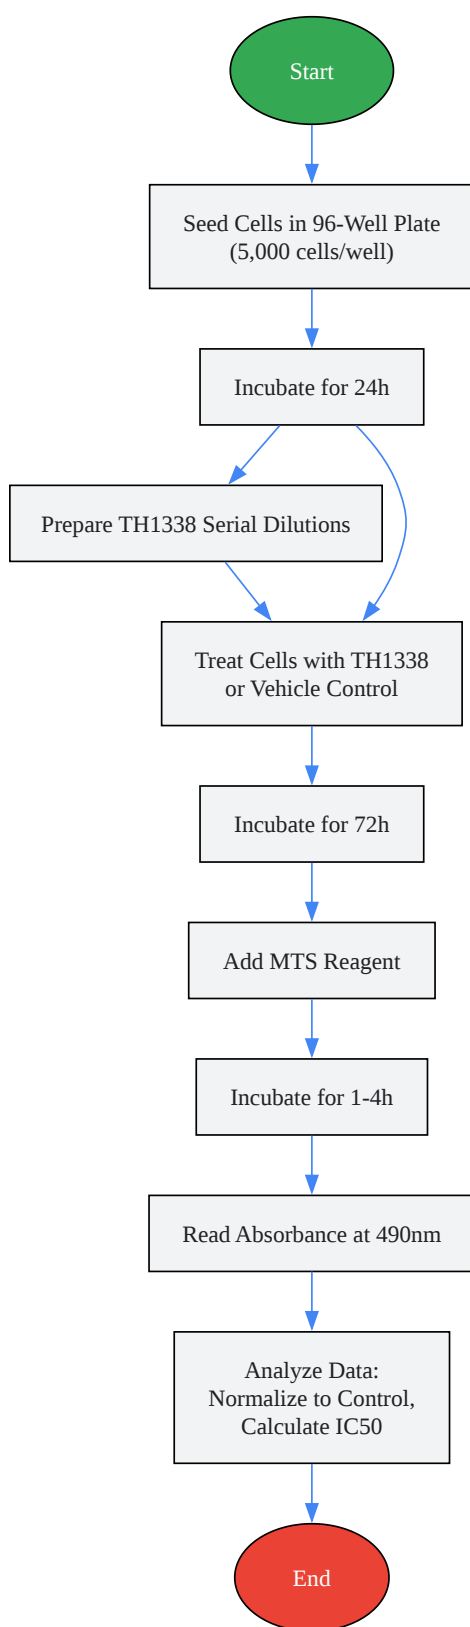 Start
Seed Cells in 96-Well Plate
(5,000 cells/well)
Incubate for 24h
Prepare TH1338 Serial Dilutions
Treat Cells with TH1338
or Vehicle Control
Incubate for 72h
Add MTS Reagent
Incubate for 1-4h
Read Absorbance at 490nm
Analyze Data:
Normalize to Control,
Calculate IC50
End